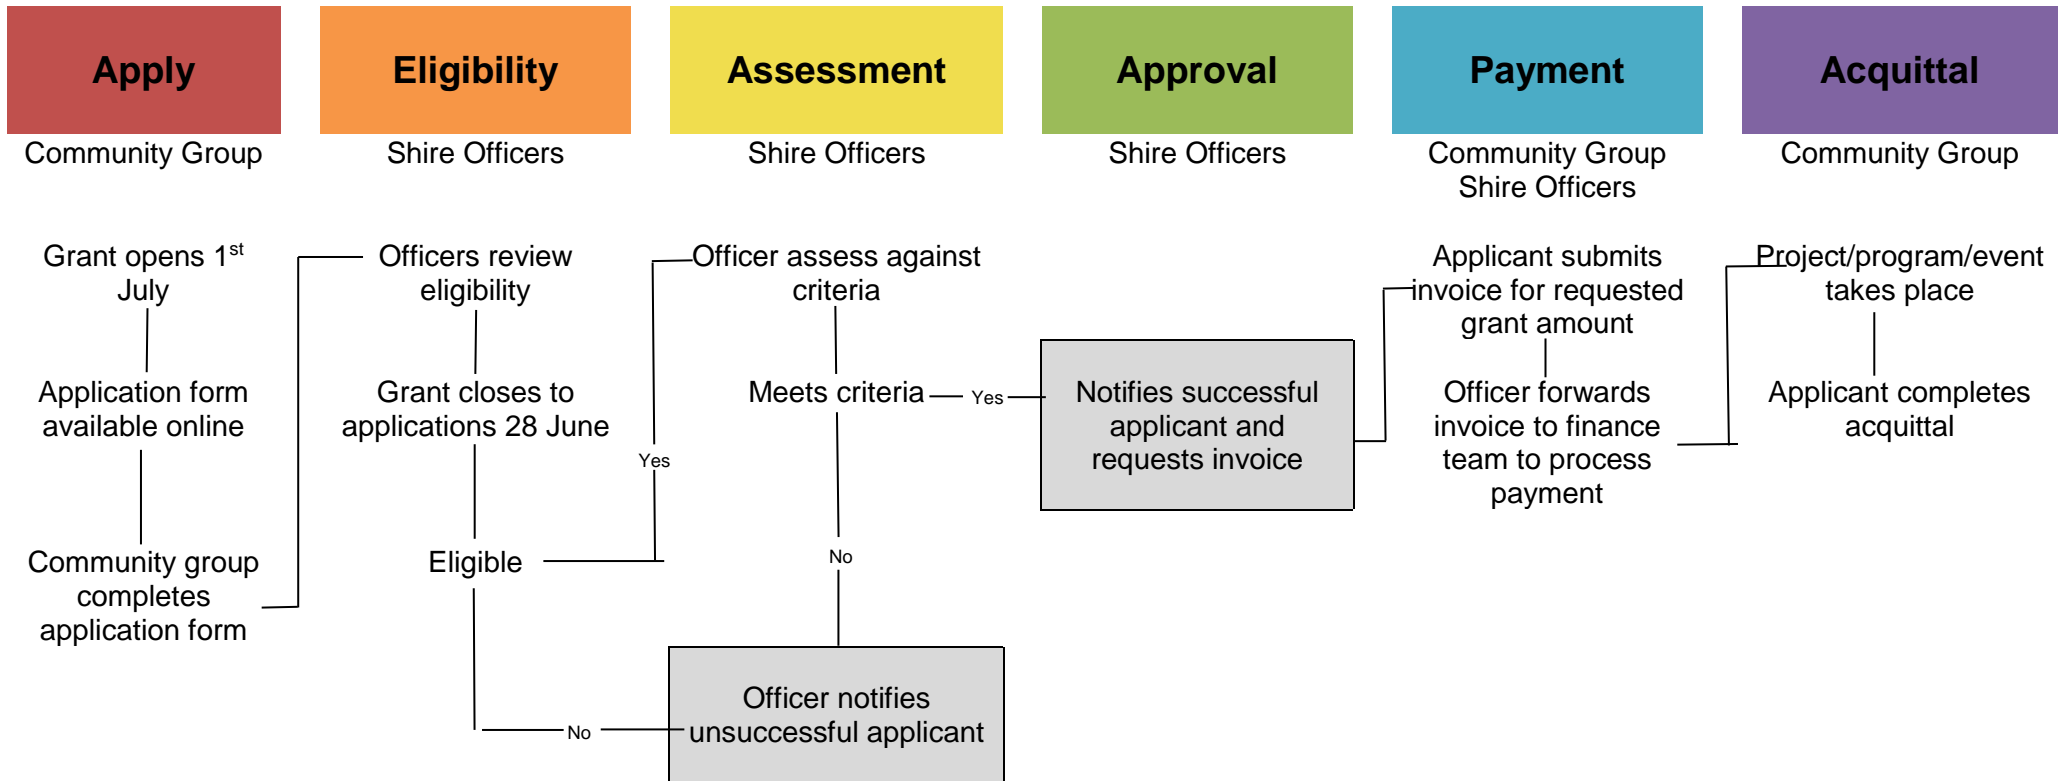 Apply
Community Group
Grant opens 1st
July
Application form
available online
Community group
completes
application form
Eligibility
Shire Officers
Officers review
eligibility
Grant closes to
applications 28 June
Eligible
Yes
No
Assessment
Shire Officers
Officer assess against
criteria
Meets criteria
Yes
No
Officer notifies
unsuccessful applicant
Approval
Shire Officers
Notifies successful
applicant and
requests invoice
Payment
Community Group
Shire Officers
Applicant submits
invoice for requested
grant amount
Officer forwards
invoice to finance
team to process
payment
Acquittal
Community Group
Project/program/event
takes place
Applicant completes
acquittal